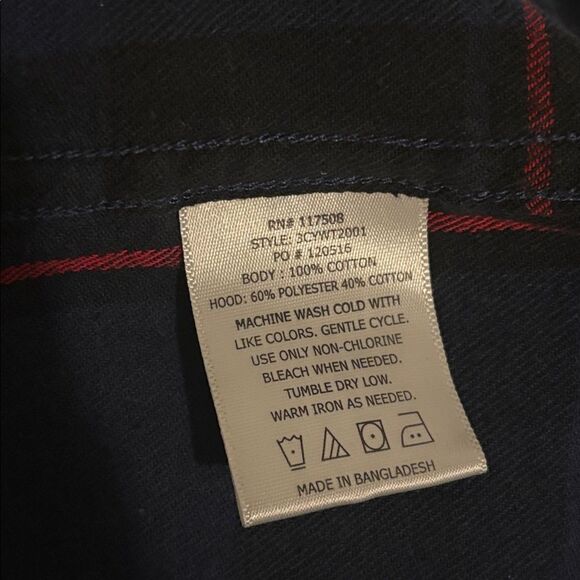 RN# 117508
STYLE: 3CYWT2001
PO # 120516
BODY : 100% COTTON
HOOD: 60% POLYESTER 40% COTTON
MACHINE WASH COLD WITH
LIKE COLORS. GENTLE CYCLE.
USE ONLY NON-CHLORINE
BLEACH WHEN NEEDED.
TUMBLE DRY LOW.
WARM IRON AS NEEDED.
MADE IN BANGLADESH